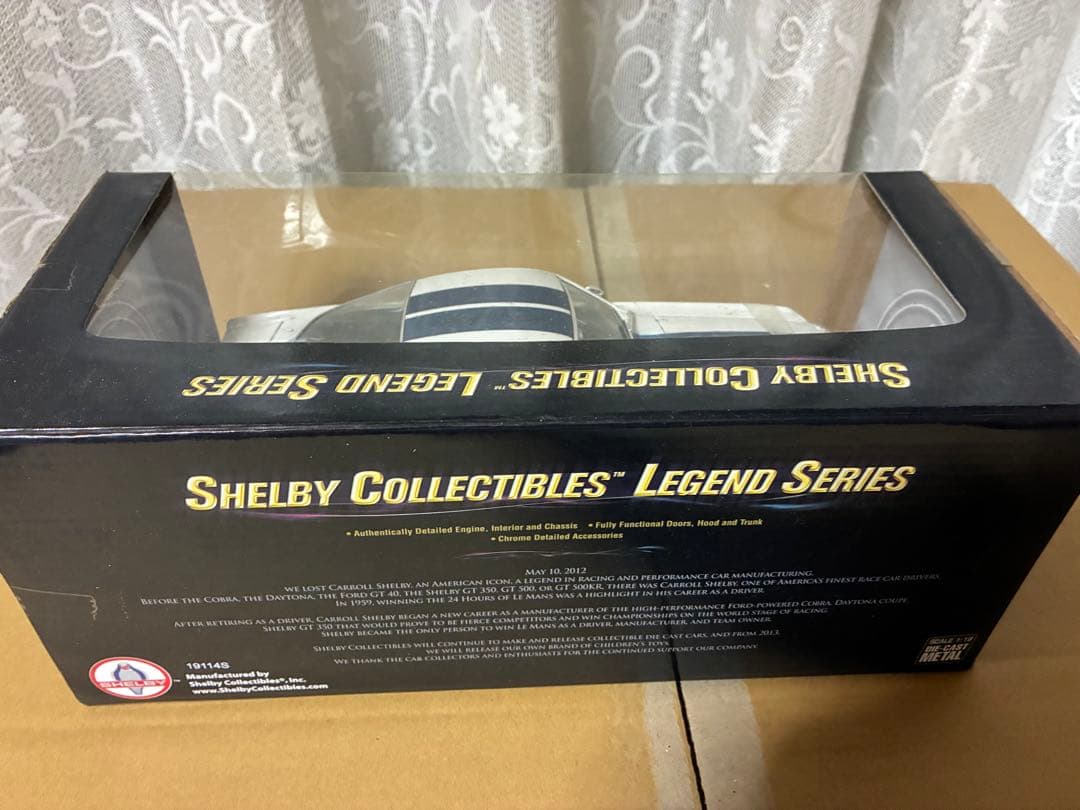 SHELBY COLLECTIBLES™ LEGEND SERIES
SHELBY COLLECTIBLES™ LEGEND SERIES
• Authentically Detailed Engine, Interior and Chassis • Fully Functional Doors, Hood and Trunk
• Chrome Detailed Accessories
MAY 10, 2012
WE LOST CARROLL SHELBY, AN AMERICAN ICON, A LEGEND IN RACING AND PERFORMANCE CAR MANUFACTURING.
BEFORE THE COBRA, THE DAYTONA, THE FORD GT 40, THE SHELBY GT 350, GT 500, OR GT 500KR, THERE WAS CARROLL SHELBY, ONE OF AMERICA'S FINEST RACE CAR DRIVERS.
IN 1959, WINNING THE 24 HOURS OF LE MANS WAS A HIGHLIGHT IN HIS CAREER AS A DRIVER.
AFTER RETIRING AS A DRIVER, CARROLL SHELBY BEGAN A NEW CAREER AS A MANUFACTURER OF THE HIGH-PERFORMANCE FORD-POWERED COBRA, DAYTONA COUPE,
SHELBY GT 350 THAT WOULD PROVE TO BE FIERCE COMPETITORS AND WIN CHAMPIONSHIPS ON THE WORLD STAGE OF RACING.
SHELBY BECAME THE ONLY PERSON TO WIN LE MANS AS A DRIVER, MANUFACTURER, AND TEAM OWNER.
SHELBY COLLECTIBLES WILL CONTINUE TO MAKE AND RELEASE COLLECTIBLE DIE CAST CARS, AND FROM 2013,
WE WILL RELEASE OUR OWN BRAND OF CHILDREN'S TOYS.
WE THANK THE CAR COLLECTORS AND ENTHUSIASTS FOR THE CONTINUED SUPPORT OUR COMPANY.
SHELBY™
19114S
Manufactured by
Shelby Collectibles®, Inc.
www.ShelbyCollectibles.com
SCALE 1:18
DIE-CAST
METAL